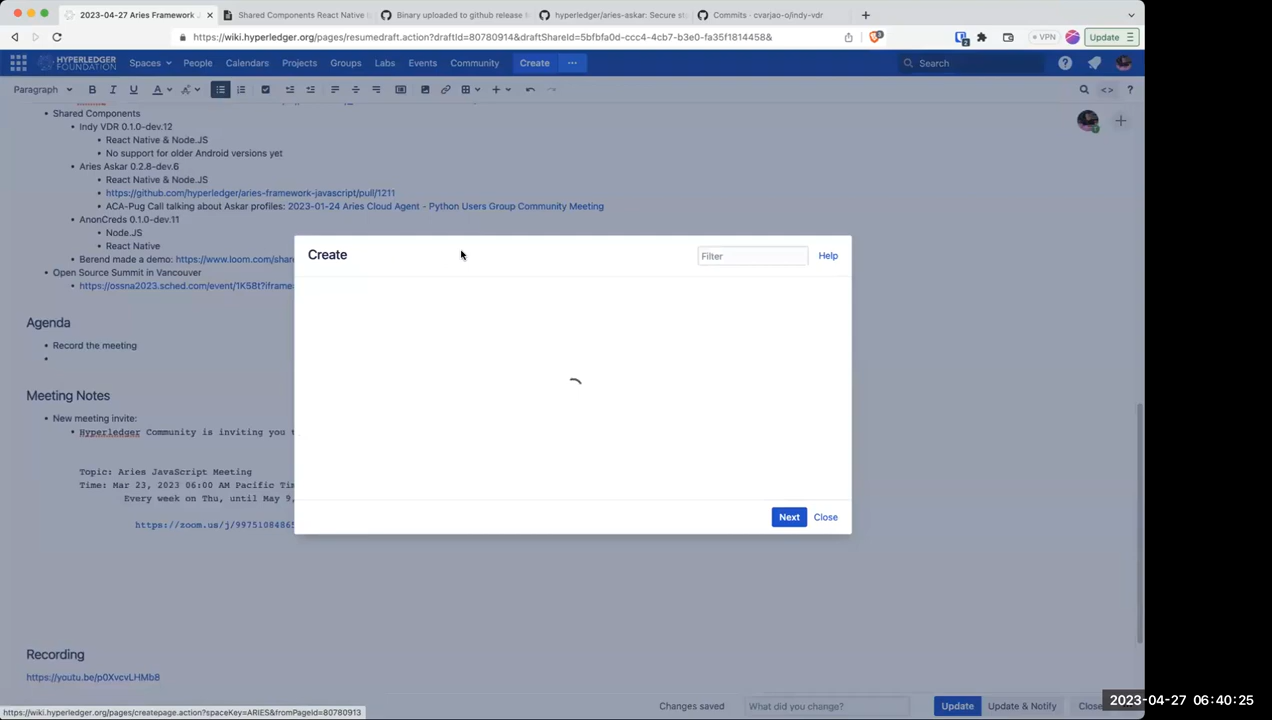 2023-04-27 Aries Framework J
Shared Components React Native b
Binary uploaded to github release
hyperledger/aries-askar: Secure st
Commits · cvarjao-o/indy-vdr
https://wiki.hyperledger.org/pages/resumedraft.action?draftId=80780914&draftShareId=5bfbfa0d-ccc4-4cb7-b3e0-fa35f1814458&
VPN
Update
HYPERLEDGER
FOUNDATION
Spaces
People
Calendars
Projects
Groups
Labs
Events
Community
Create
Search
Paragraph
Shared Components
Indy VDR 0.1.0-dev.12
React Native & Node.JS
No support for older Android versions yet
Aries Askar 0.2.8-dev.6
React Native & Node.JS
https://github.com/hyperledger/aries-framework-javascript/pull/1211
ACA-Pug Call talking about Askar profiles: 2023-01-24 Aries Cloud Agent - Python Users Group Community Meeting
AnonCreds 0.1.0-dev.11
Node.JS
React Native
Berend made a demo: https://www.loom.com/shar
Open Source Summit in Vancouver
https://ossna2023.sched.com/event/1K58t?iframe
Create
Filter
Help
Next
Close
Agenda
Record the meeting
Meeting Notes
New meeting invite:
Hyperledger Community is inviting you t
Topic: Aries JavaScript Meeting
Time: Mar 23, 2023 06:00 AM Pacific Tim
Every week on Thu, until May 9,
https://zoom.us/j/99751084865
Recording
https://youtu.be/p0XvcvLHMb8
Changes saved
What did you change?
Update
Update & Notify
Close
https://wiki.hyperledger.org/pages/createpage.action?spaceKey=ARIES&fromPageId=80780913
2023-04-27 06:40:25